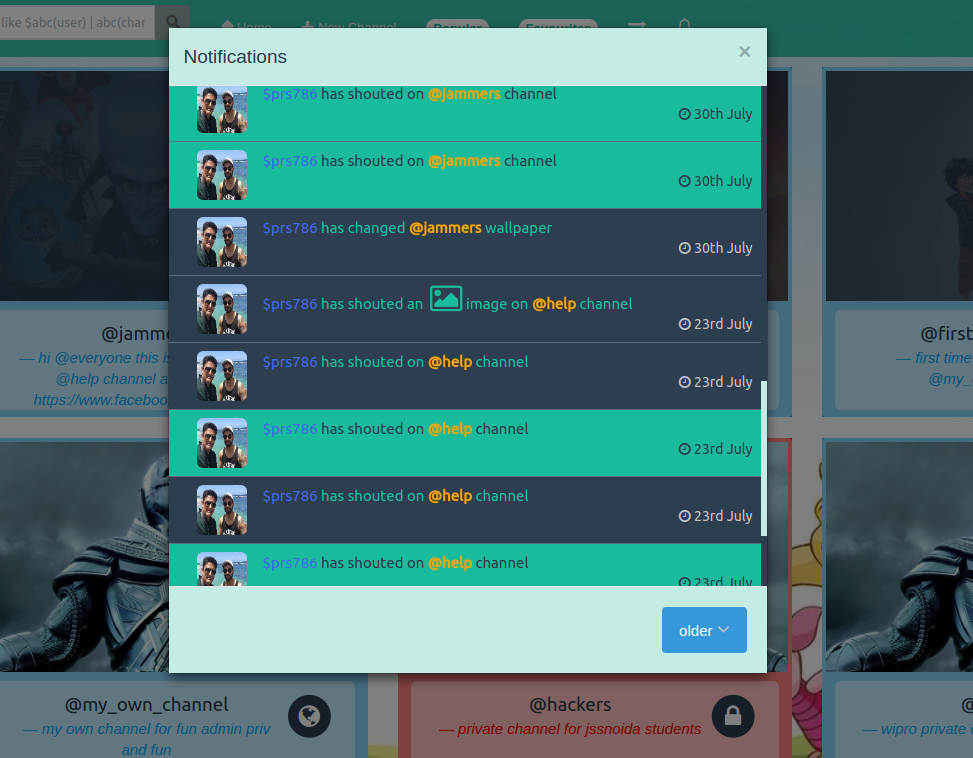 like $abc(user) | abc(char
Home
New Channel
Popular
Favourites
Notifications
×
$prs786 has shouted on @jammers channel
30th July
$prs786 has shouted on @jammers channel
30th July
$prs786 has changed @jammers wallpaper
30th July
$prs786 has shouted an image on @help channel
23rd July
$prs786 has shouted on @help channel
23rd July
$prs786 has shouted on @help channel
23rd July
$prs786 has shouted on @help channel
23rd July
$prs786 has shouted on @help channel
23rd July
older
@jamme
— hi @everyone this is
@help channel a
https://www.facebook
@first
— first time
@my_
@my_own_channel
— my own channel for fun admin priv
and fun
@hackers
— private channel for jssnoida students
@
— wipro private